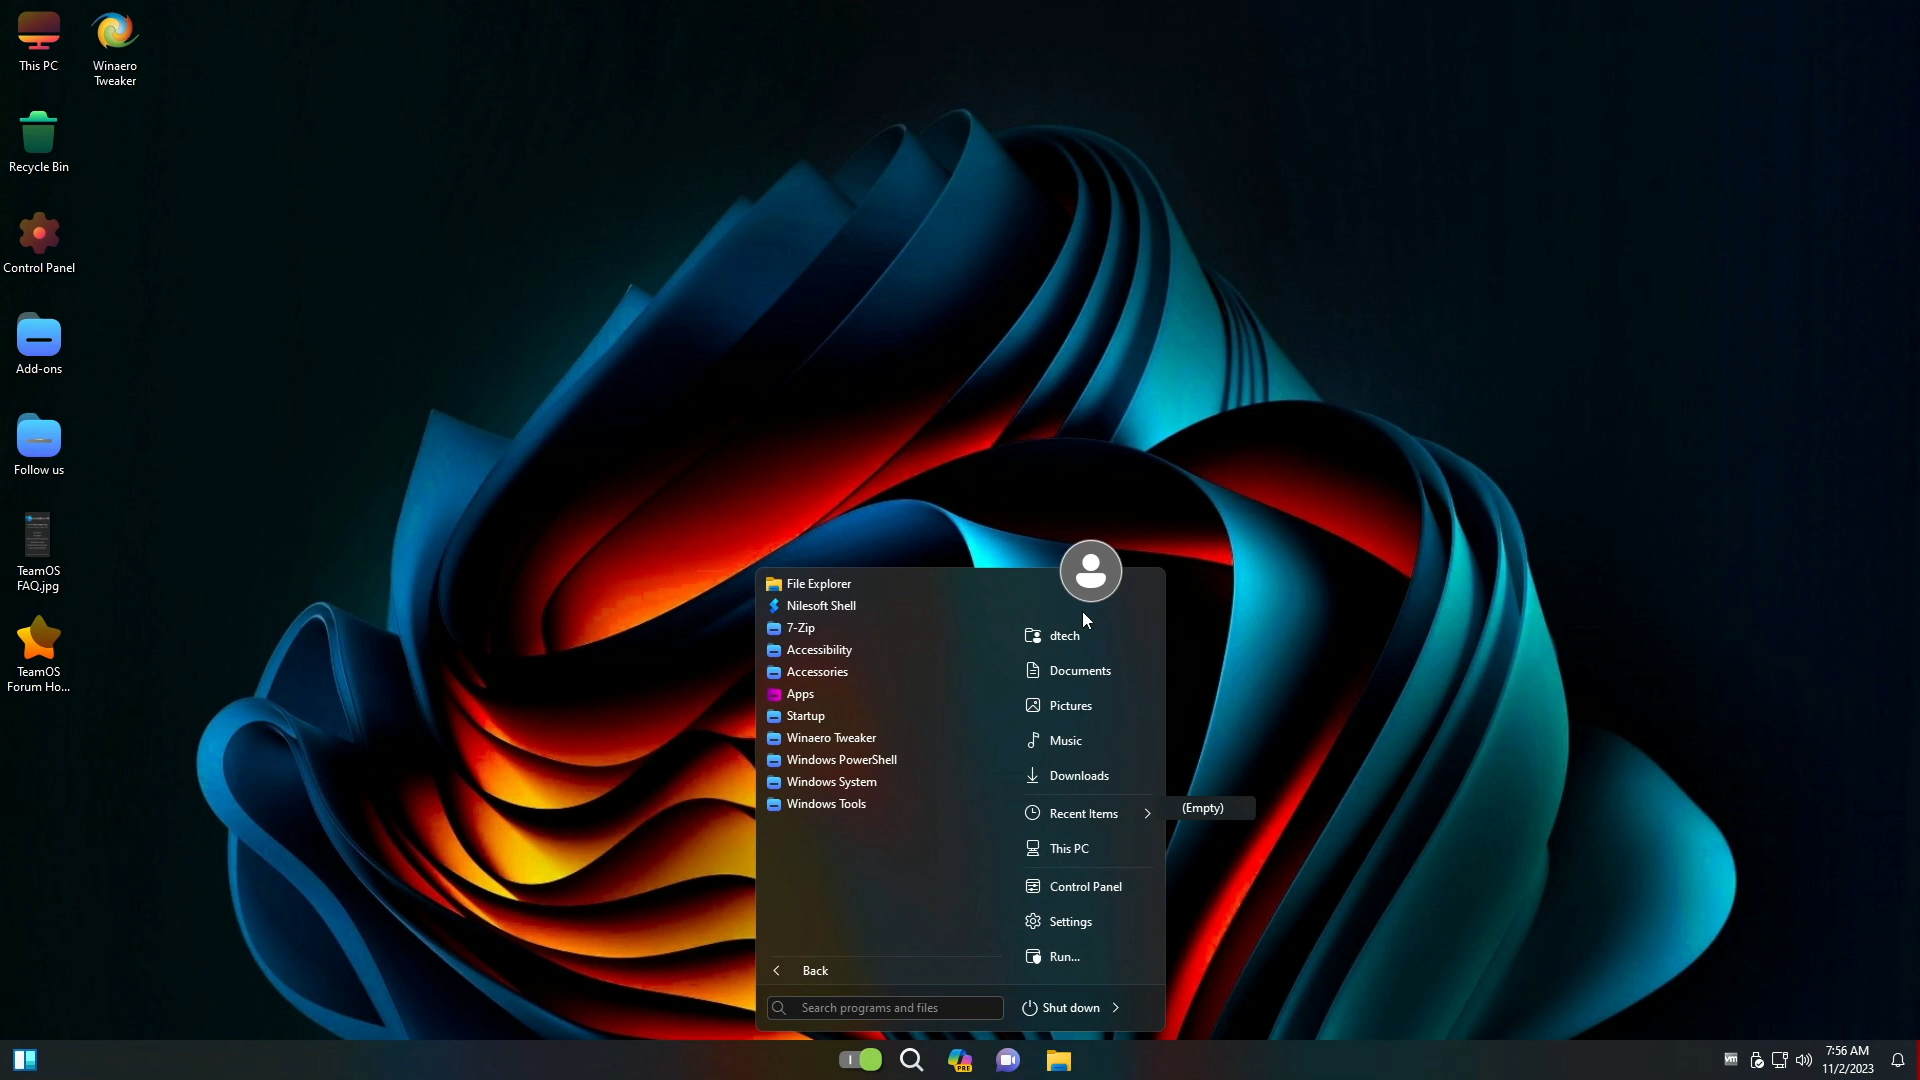 This PC
Winaero
Tweaker
Recycle Bin
Control Panel
Add-ons
Follow us
TeamOS
FAQ.jpg
TeamOS
Forum Ho...
File Explorer
Nilesoft Shell
7-Zip
Accessibility
Accessories
Apps
Startup
Winaero Tweaker
Windows PowerShell
Windows System
Windows Tools
Back
Search programs and files
dtech
Documents
Pictures
Music
Downloads
Recent Items
(Empty)
This PC
Control Panel
Settings
Run...
Shut down
PRE
vm
7:56 AM
11/2/2023